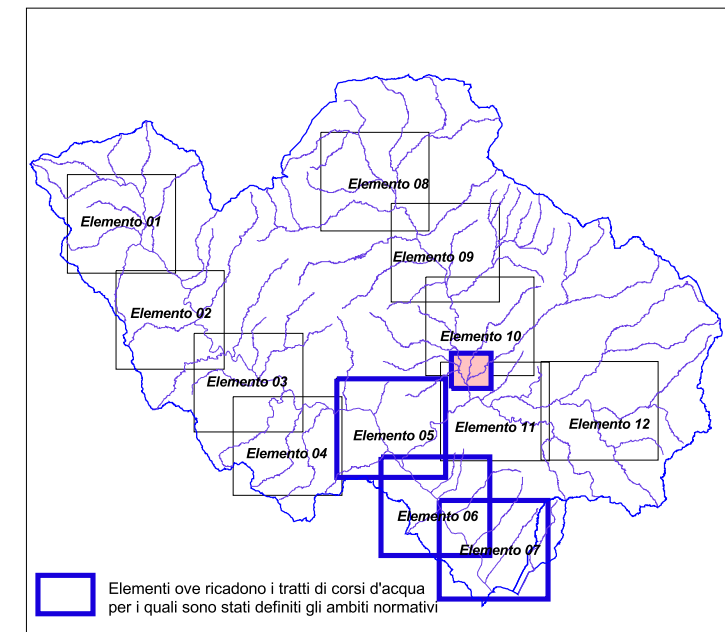 Elemento 08
Elemento 01
Elemento 09
Elemento 02
Elemento 10
Elemento 03
Elemento 11
Elemento 12
Elemento 05
Elemento 04
Elemento 06
Elemento 07
Elementi ove ricadono i tratti di corsi d'acqua
per i quali sono stati definiti gli ambiti normativi